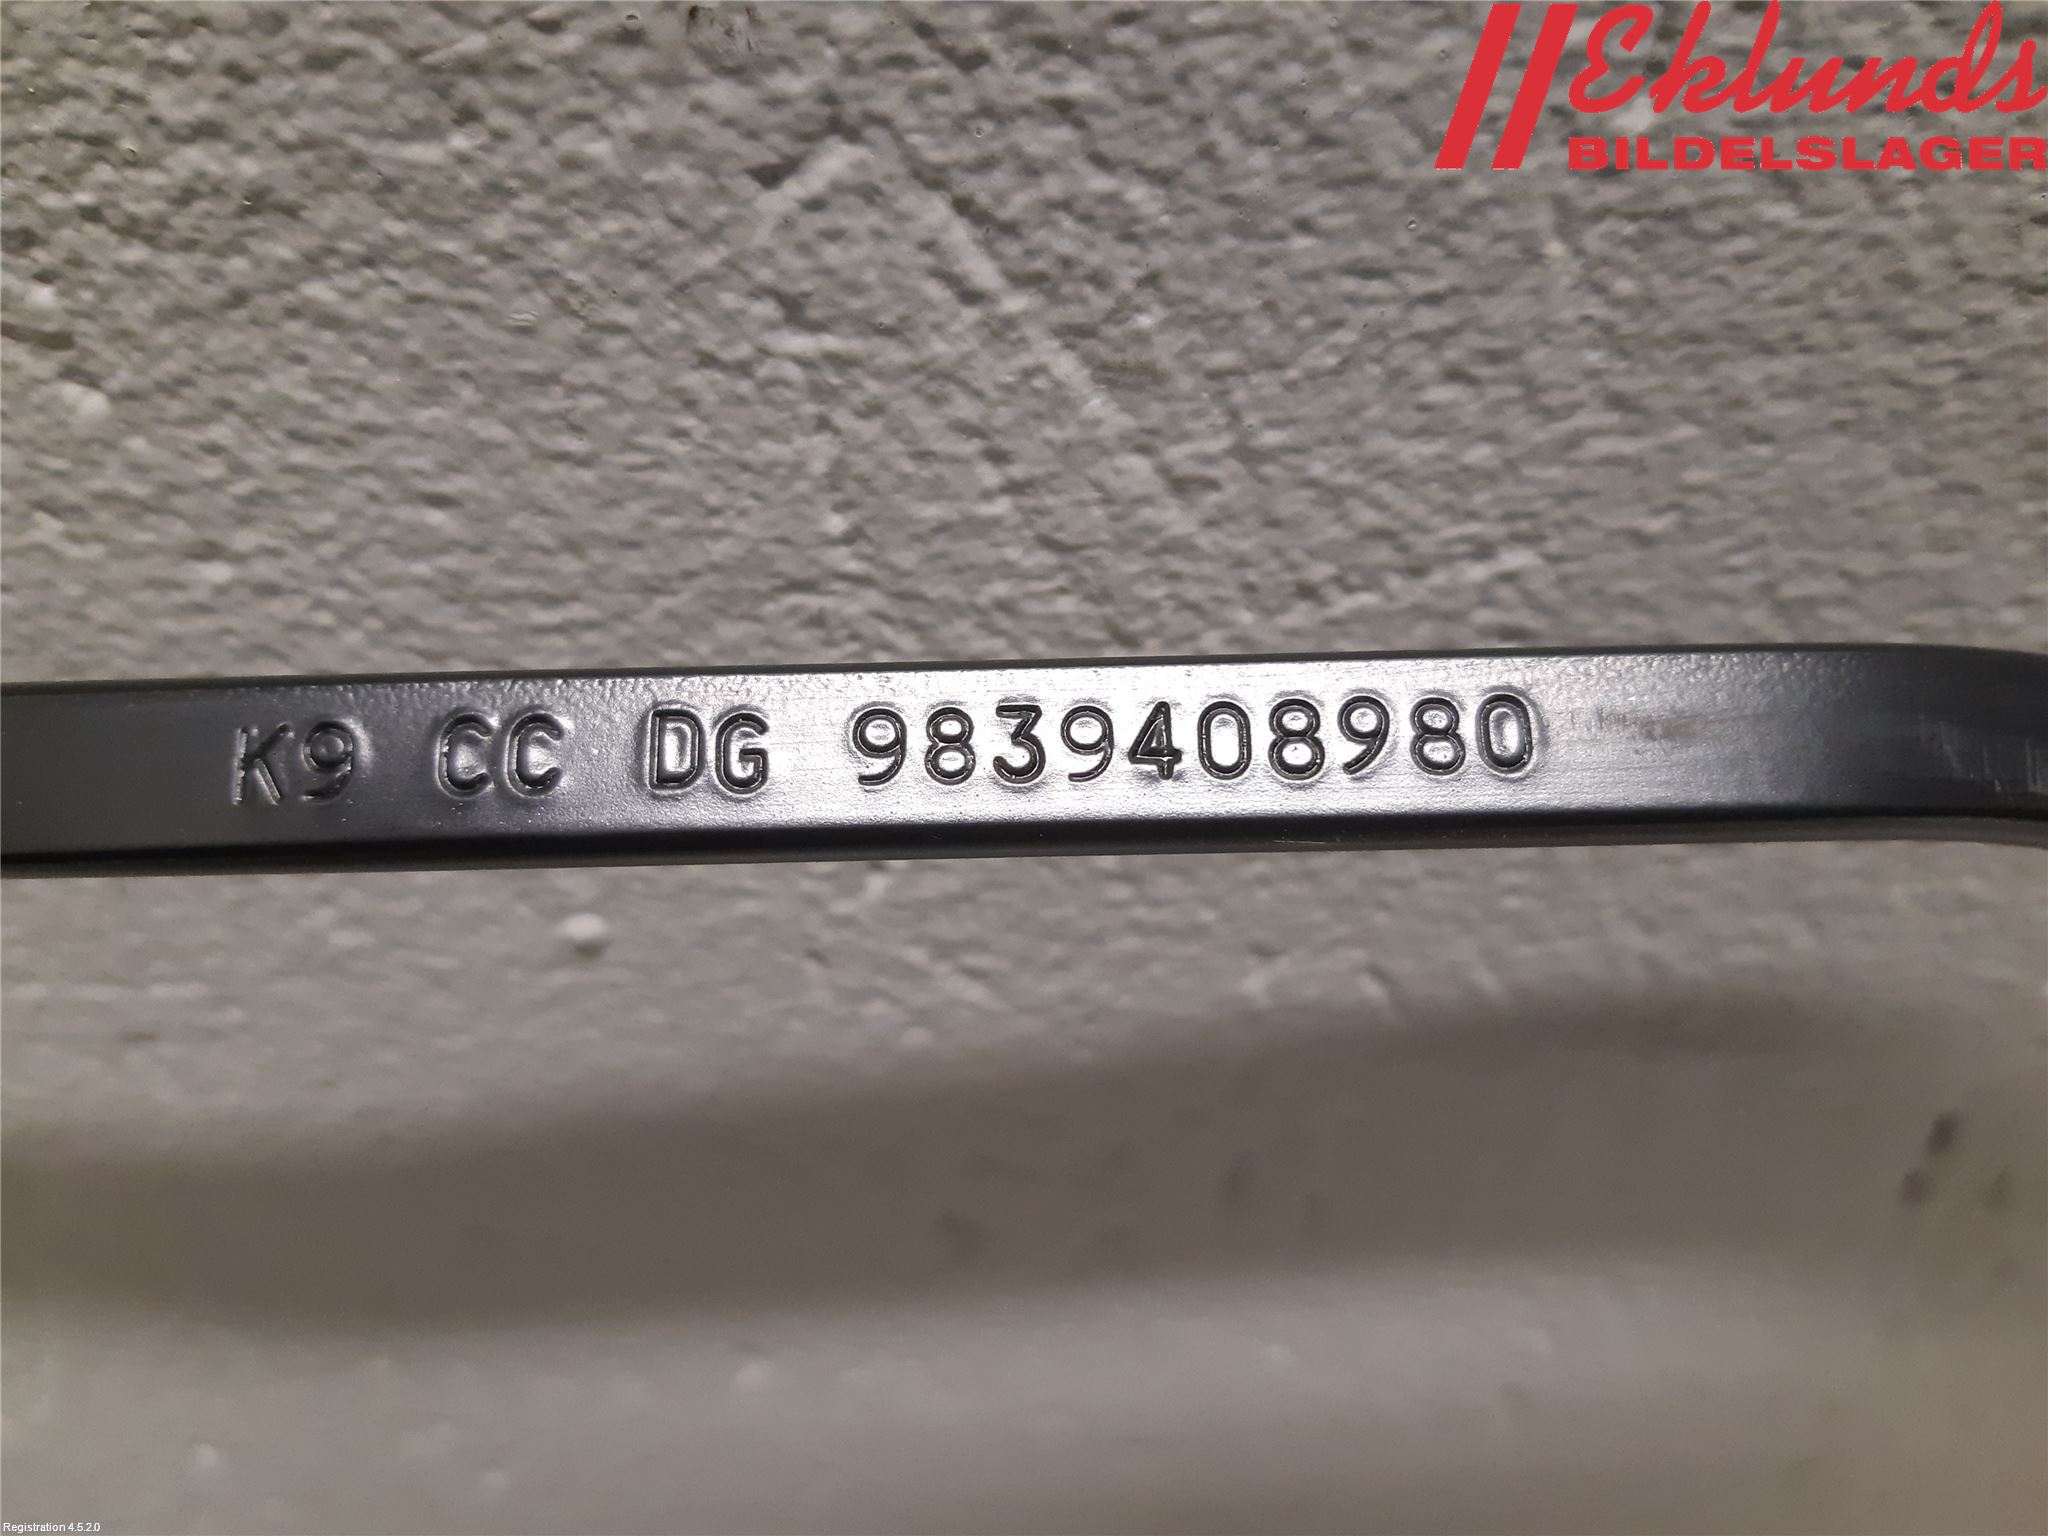 Eklunds
BILDELSLAGER
K9 CC DG 9839408980
Registration 4.5.2.0